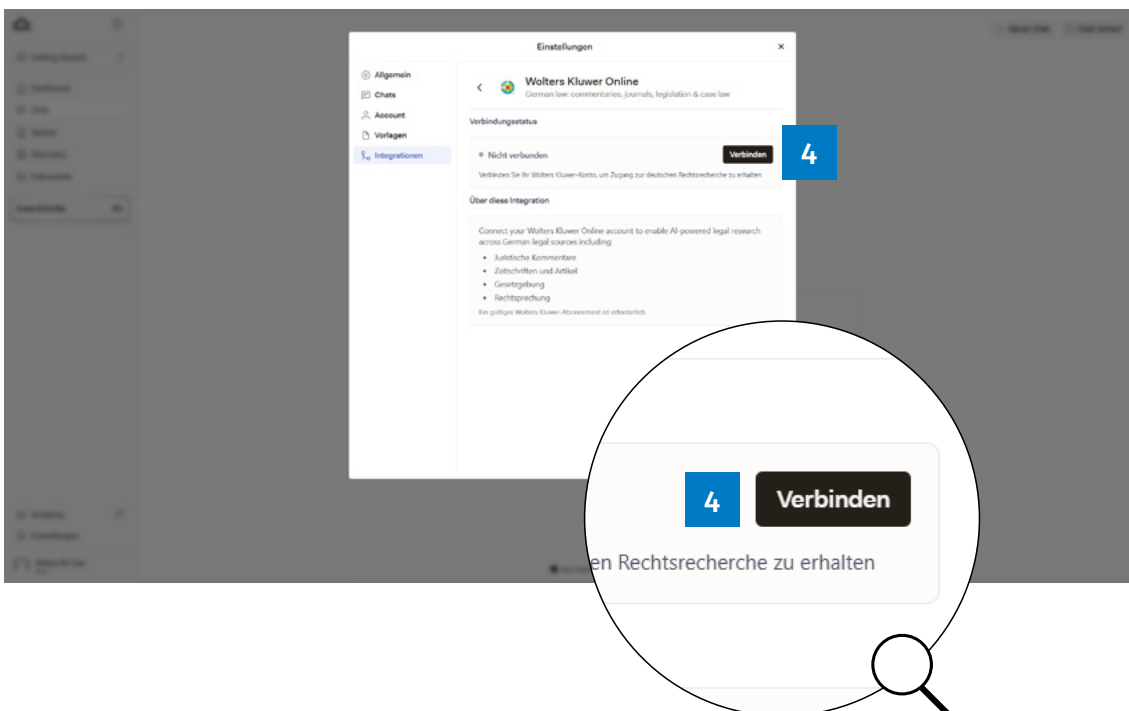 Einstellungen
Allgemein
Chats
Account
Vorlagen
Integrationen
Wolters Kluwer Online
German law: commentaries, journals, legislation & case law
Verbindungsstatus
Nicht verbunden
Verbinden
4
Verbinden Sie Ihr Wolters Kluwer-Konto, um Zugang zur deutschen Rechtsrecherche zu erhalten
Über diese Integration
Connect your Wolters Kluwer Online account to enable AI-powered legal research
across German legal sources including:
Juristische Kommentare
Zeitschriften und Artikel
Gesetzgebung
Rechtsprechung
Ein gültiges Wolters Kluwer-Abonnement ist erforderlich.
4
Verbinden
en Rechtsrecherche zu erhalten